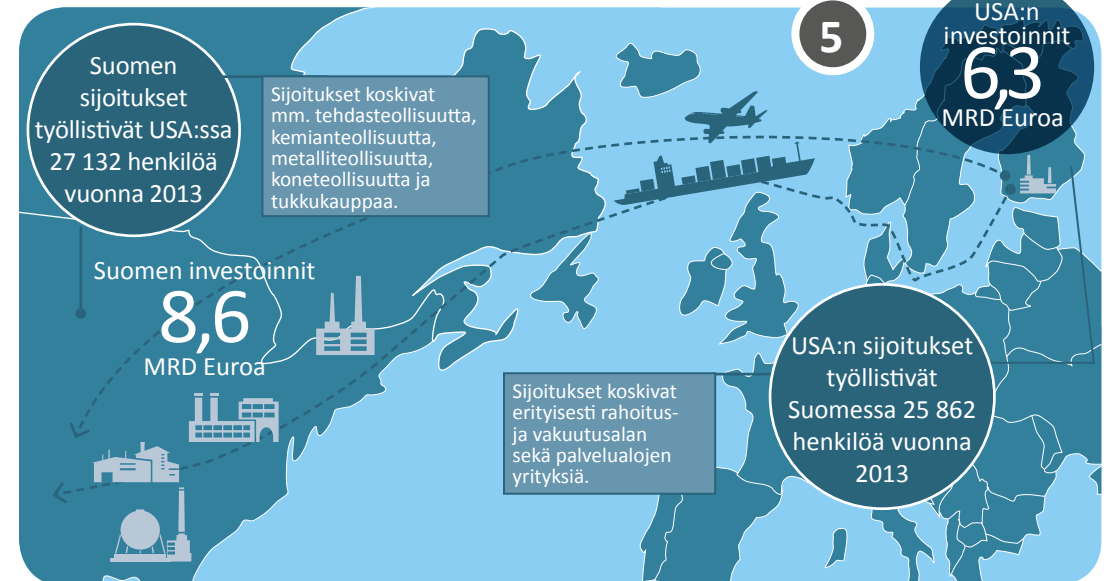 Suomen
sijoitukset
työllistivät USA:ssa
27 132 henkilöä
vuonna 2013
Sijoitukset koskivat
mm. tehdasteollisuutta,
kemianteollisuutta,
metalliteollisuutta,
koneteollisuutta ja
tukkukauppaa.
5
USA:n
investoinnit
6,3
MRD Euroa
Suomen investoinnit
8,6
MRD Euroa
Sijoitukset koskivat
erityisesti rahoitus-
ja vakuutusalan
sekä palvelualojen
yrityksiä.
USA:n sijoitukset
työllistivät
Suomessa 25 862
henkilöä vuonna
2013